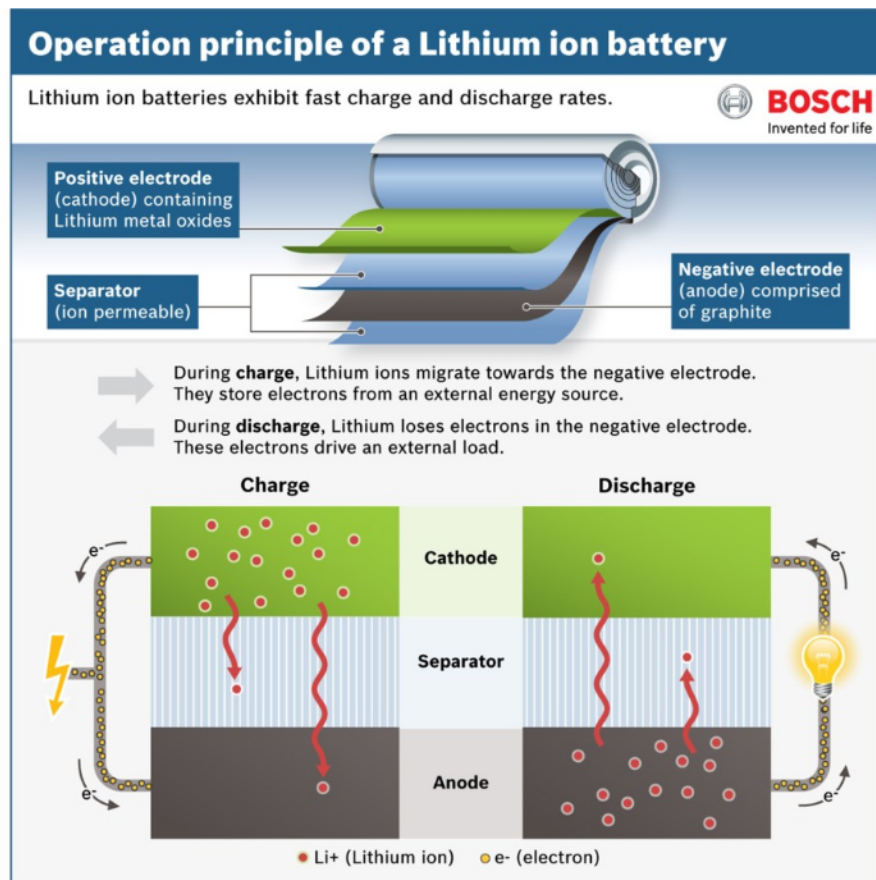 Operation principle of a Lithium ion battery
Lithium ion batteries exhibit fast charge and discharge rates.
BOSCH
Invented for life
Positive electrode
(cathode) containing
Lithium metal oxides
Separator
(ion permeable)
Negative electrode
(anode) comprised
of graphite
During charge, Lithium ions migrate towards the negative electrode.
They store electrons from an external energy source.
During discharge, Lithium loses electrons in the negative electrode.
These electrons drive an external load.
Charge
Discharge
e-
Cathode
e-
Separator
e-
Anode
e-
Li+ (Lithium ion)
e- (electron)